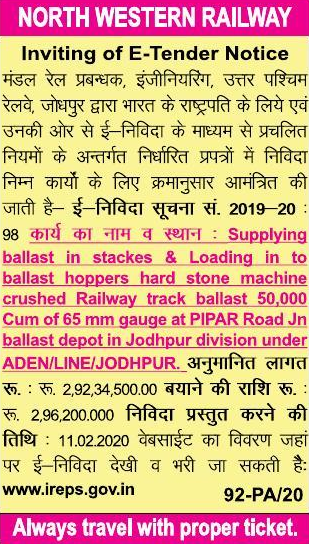 NORTH WESTERN RAILWAY
Inviting of E-Tender Notice
मंडल रेल प्रबन्धक, इंजीनियरिंग, उत्तर पश्चिम
रेलवे, जोधपुर द्वारा भारत के राष्ट्रपति के लिये एवं
उनकी ओर से ई–निविदा के माध्यम से प्रचलित
नियमों के अन्तर्गत निर्धारित प्रपत्रों में निविदा
निम्न कार्यो के लिए क्रमानुसार आमंत्रित की
जाती है– ई–निविदा सूचना सं. 2019–20 :
98 कार्य का नाम व स्थान : Supplying
ballast in stackes & Loading in to
ballast hoppers hard stone machine
crushed Railway track ballast 50,000
Cum of 65 mm gauge at PIPAR Road Jn
ballast depot in Jodhpur division under
ADEN/LINE/JODHPUR. अनुमानित लागत
रू. : रू. 2,92,34,500.00 बयाने की राशि रू. :
रू. 2,96,200.000 निविदा प्रस्तुत करने की
तिथि : 11.02.2020 वेबसाईट का विवरण जहां
पर ई–निविदा देखी व भरी जा सकती है:
www.ireps.gov.in 92-PA/20
Always travel with proper ticket.